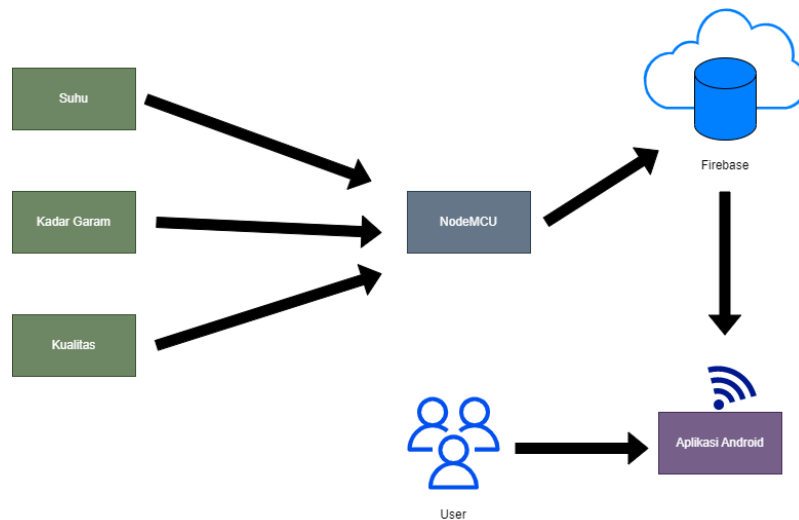 Suhu
Firebase
Kadar Garam
NodeMCU
Kualitas
Aplikasi Android
User